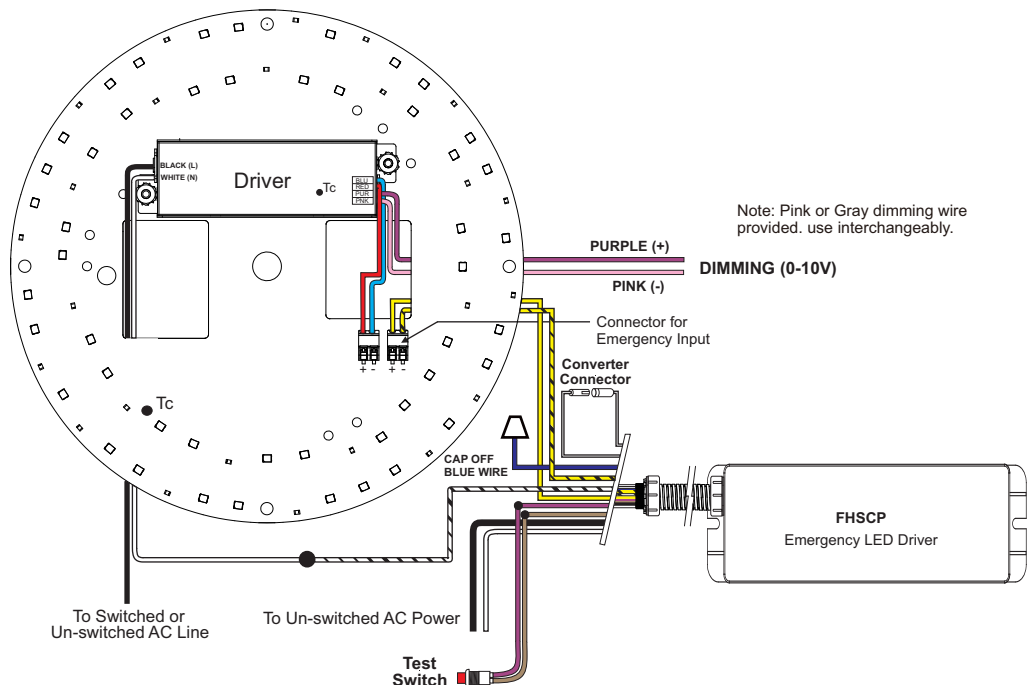 BLACK (L)
WHITE (N)
Driver
Tc
BLU
RED
PUR
PNK
Note: Pink or Gray dimming wire
provided. use interchangeably.
PURPLE (+)
DIMMING (0-10V)
PINK (-)
Connector for
Emergency Input
+ -
+ -
Converter
Connector
Tc
CAP OFF
BLUE WIRE
FHSCP
Emergency LED Driver
To Switched or
Un-switched AC Line
To Un-switched AC Power
Test
Switch